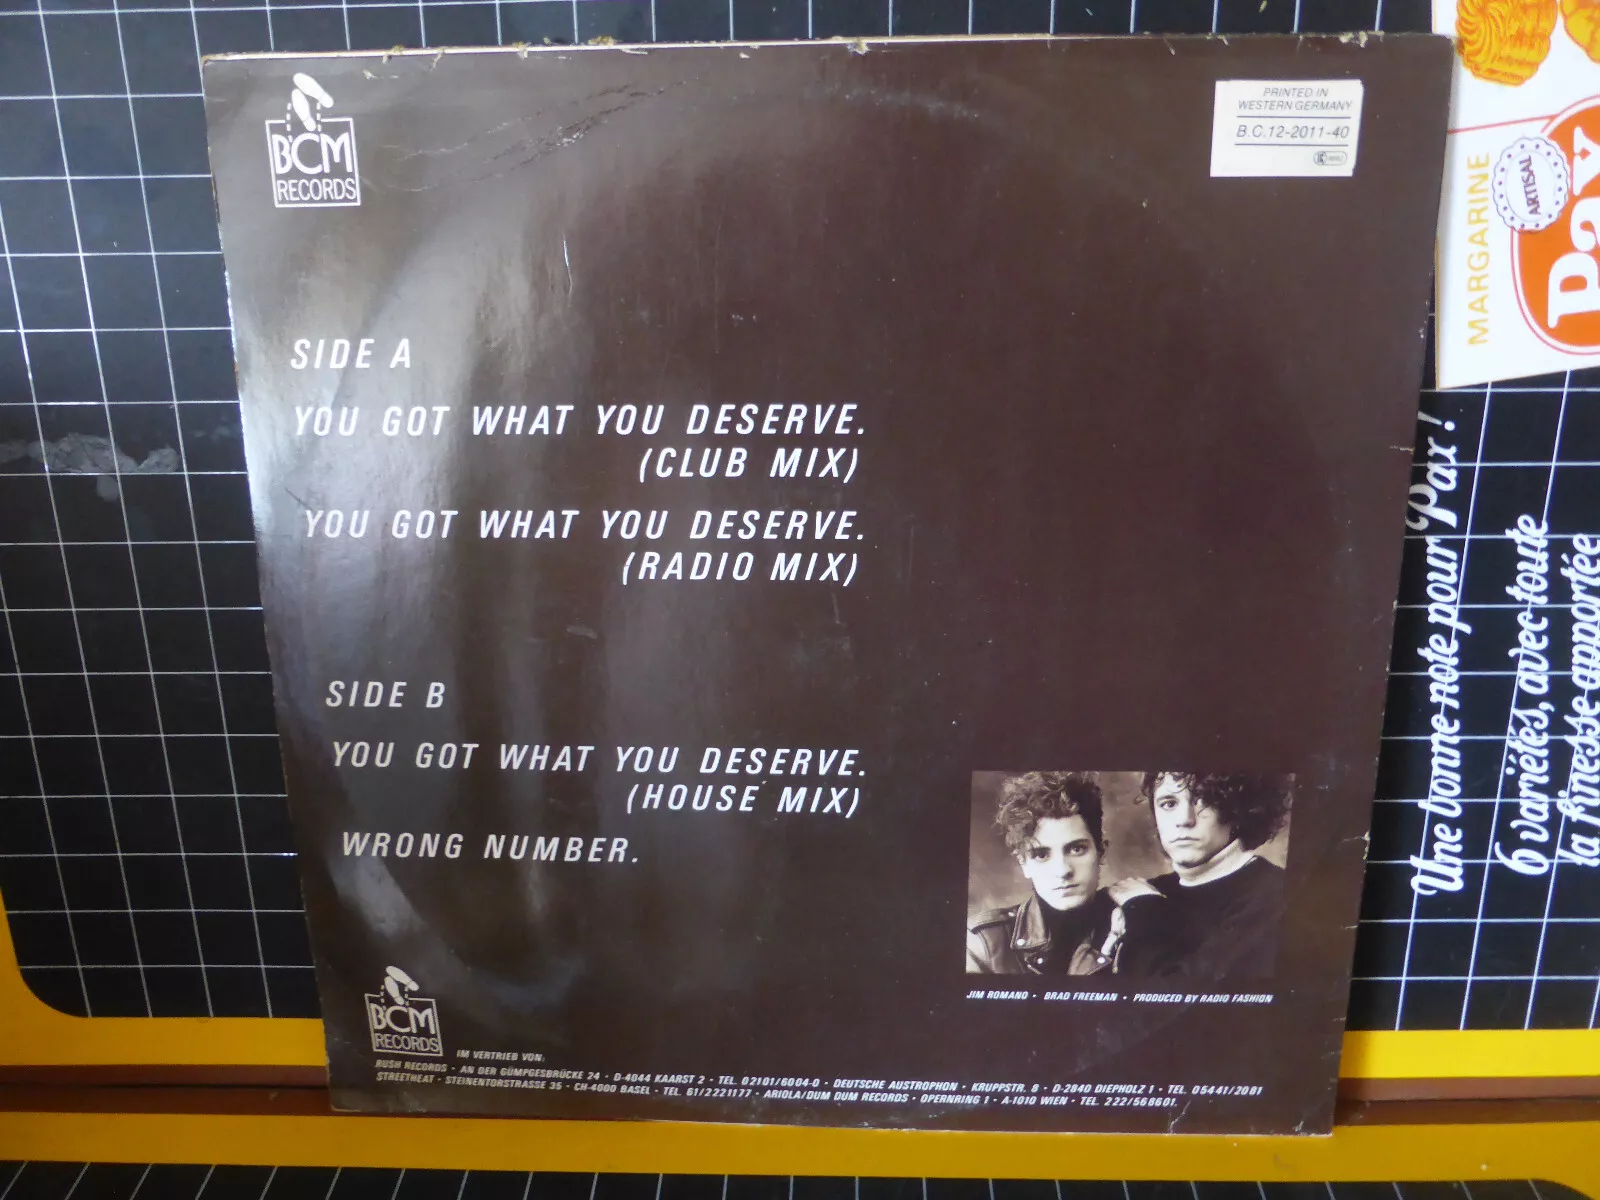 BCM
RECORDS
PRINTED IN
WESTERN GERMANY
B.C.12-2011-40
SIDE A
YOU GOT WHAT YOU DESERVE.
(CLUB MIX)
YOU GOT WHAT YOU DESERVE.
(RADIO MIX)
SIDE B
YOU GOT WHAT YOU DESERVE.
(HOUSE MIX)
WRONG NUMBER.
JIM ROMANO • BRAD FREEMAN • PRODUCED BY RADIO FASHION
BCM
RECORDS
IM VERTRIEB VON:
RUSH RECORDS · AN DER GÜMPGESBRÜCKE 24 · D-4044 KAARST 2 · TEL. 02101/6004-0 · DEUTSCHE AUSTROPHON · KRUPPSTR. 8 · D-2840 DIEPHOLZ 1 · TEL. 05441/2081
STREETHEAT · STEINENTORSTRASSE 35 · CH-4000 BASEL · TEL. 61/2221177 · ARIOLA/DUM DUM RECORDS · OPERNRING 1 · A-1010 WIEN · TEL. 222/568601.
MARGARINE
ARTISAL
Pay
Une bonne note pour Pax !
6 variétés, avec toute
la finesse apportée